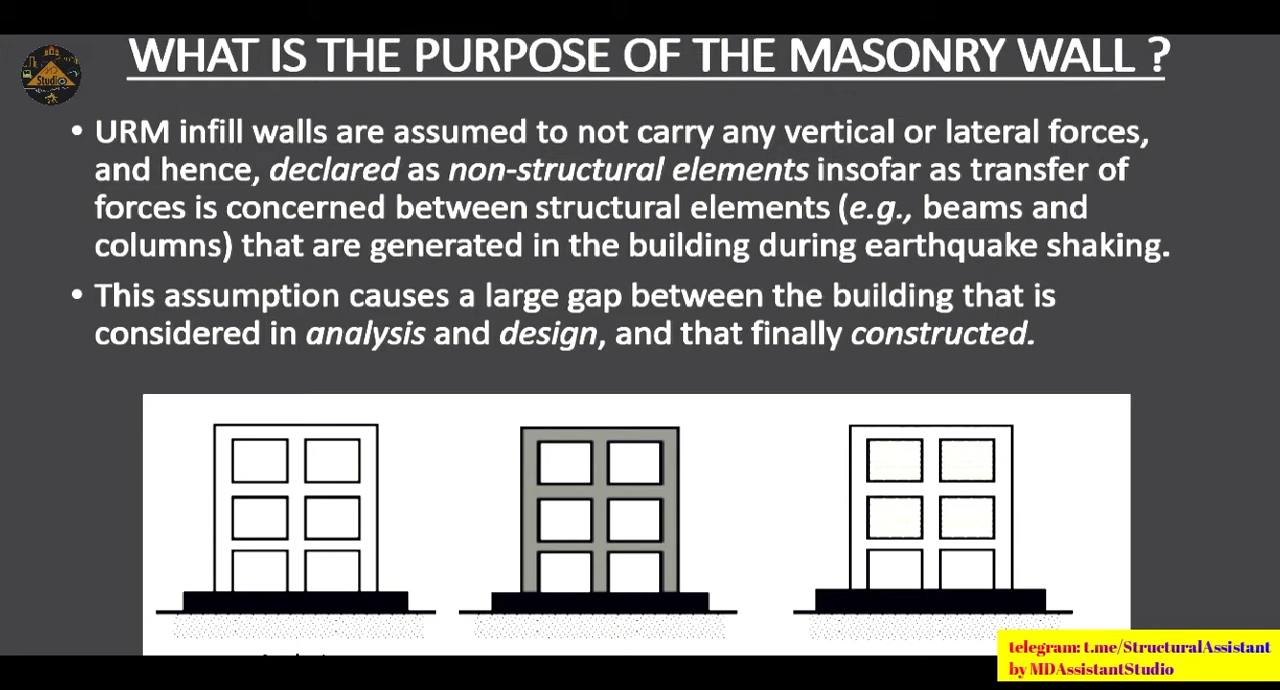 WHAT IS THE PURPOSE OF THE MASONRY WALL ?
Studio
• URM infill walls are assumed to not carry any vertical or lateral forces,
and hence, declared as non-structural elements insofar as transfer of
forces is concerned between structural elements (e.g., beams and
columns) that are generated in the building during earthquake shaking.
• This assumption causes a large gap between the building that is
considered in analysis and design, and that finally constructed.
telegram: t.me/StructuralAssistant
by MDAssistantStudio